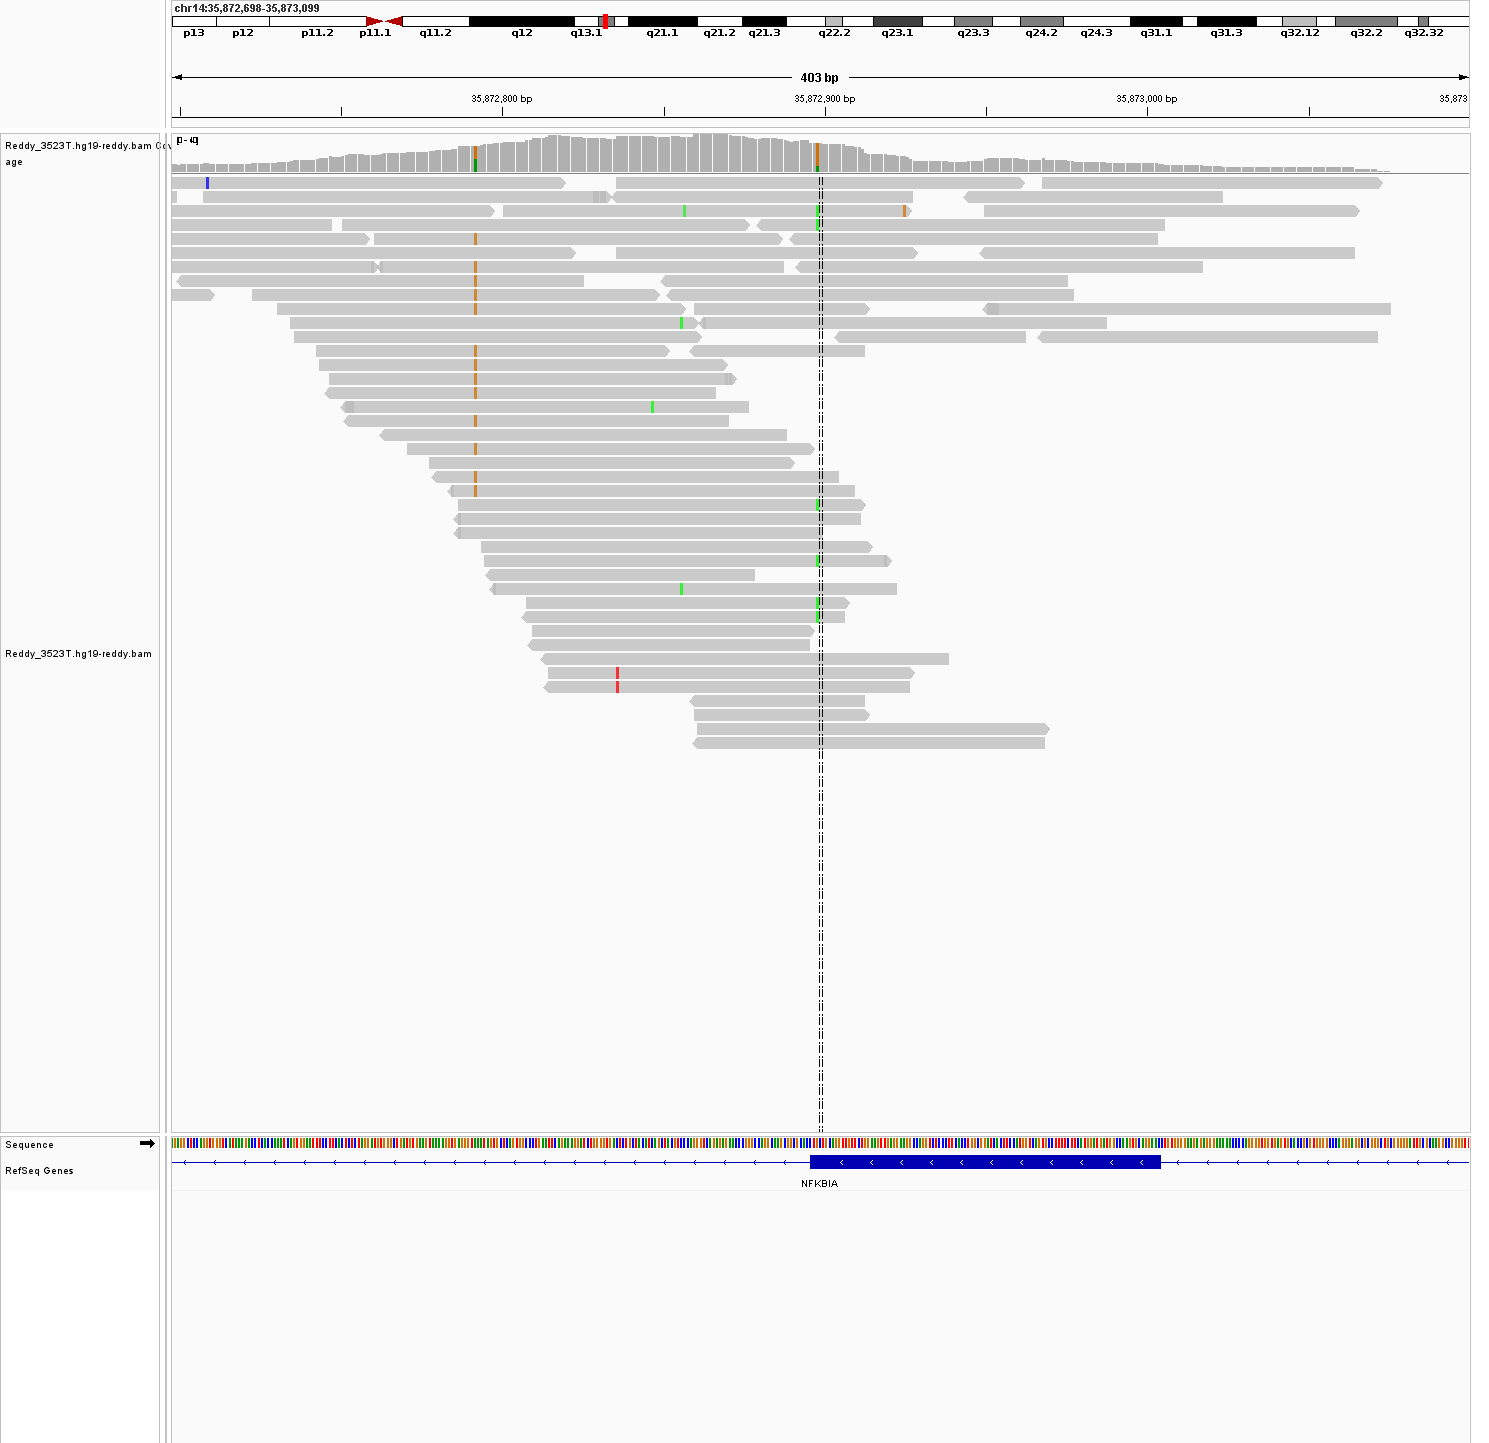 chr14:35,872,698-35,873,099
p13 p12 p11.2 p11.1 q11.2 q12 q13.1 q21.1 q21.2 q21.3 q22.2 q23.1 q23.3 q24.2 q24.3 q31.1 q31.3 q32.12 q32.2 q32.32
403 bp
35,872,800 bp 35,872,900 bp 35,873,000 bp 35,873
Reddy_3523T.hg19-reddy.bam
age
Reddy_3523T.hg19-reddy.bam
Sequence
RefSeq Genes
NFKBIA